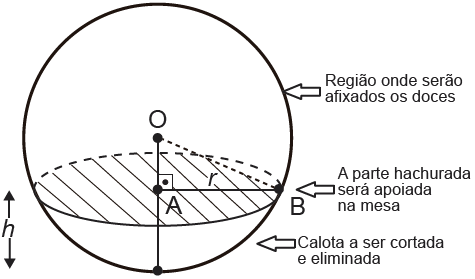 Região onde serão
afixados os doces
O
A parte hachurada
será apoiada
na mesa
r
A
B
h
Calota a ser cortada
e eliminada